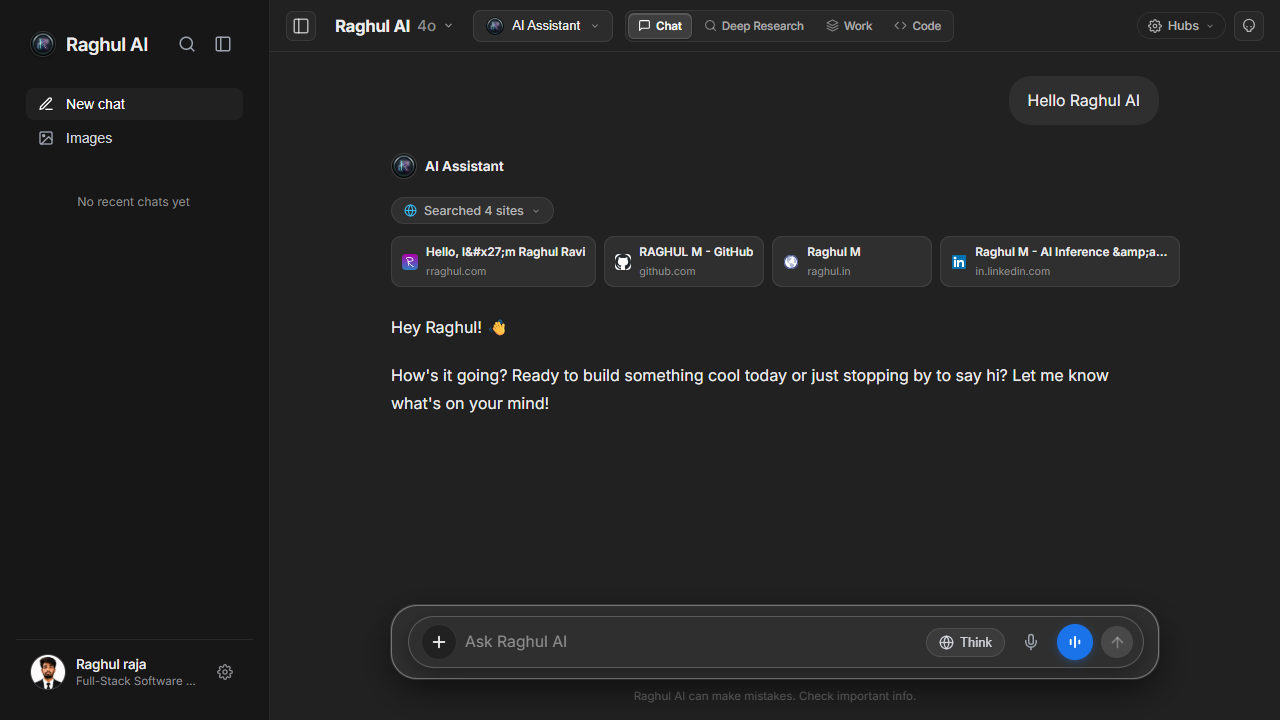 Raghul AI
New chat
Images
No recent chats yet
Raghul raja
Full-Stack Software ...
Raghul AI 4o
AI Assistant
Chat
Deep Research
Work
Code
Hubs
Hello Raghul AI
AI Assistant
Searched 4 sites
Hello, I&#x27;m Raghul Ravi
rraghul.com
RAGHUL M - GitHub
github.com
Raghul M
raghul.in
Raghul M - AI Inference &amp;a...
in.linkedin.com
Hey Raghul! 👋
How's it going? Ready to build something cool today or just stopping by to say hi? Let me know
what's on your mind!
Ask Raghul AI
Think
Raghul AI can make mistakes. Check important info.